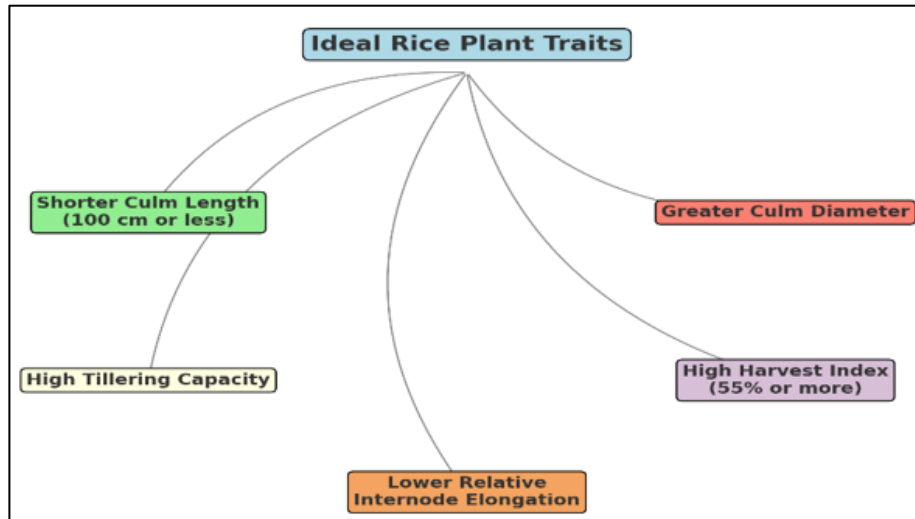 Ideal Rice Plant Traits
Shorter Culm Length
(100 cm or less)
Greater Culm Diameter
High Tillering Capacity
High Harvest Index
(55% or more)
Lower Relative
Internode Elongation